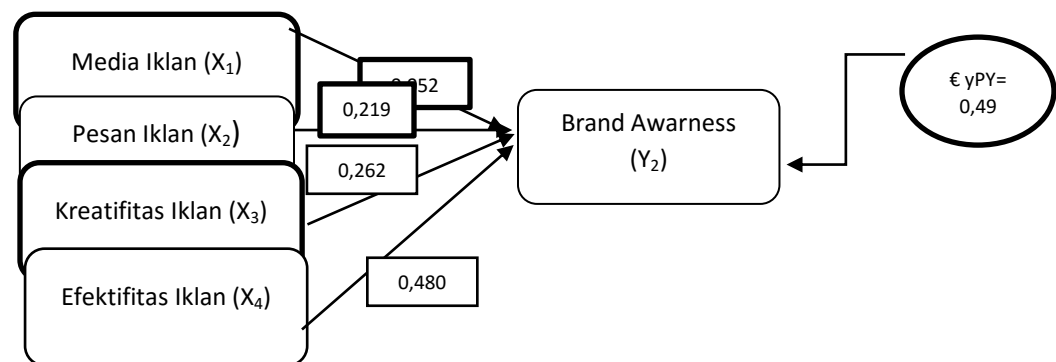 Media Iklan (X₁)
Pesan Iklan (X₂)
Kreatifitas Iklan (X₃)
Efektifitas Iklan (X₄)
0,219
0,262
0,480
Brand Awarness
(Y₂)
€ yPY=
0,49